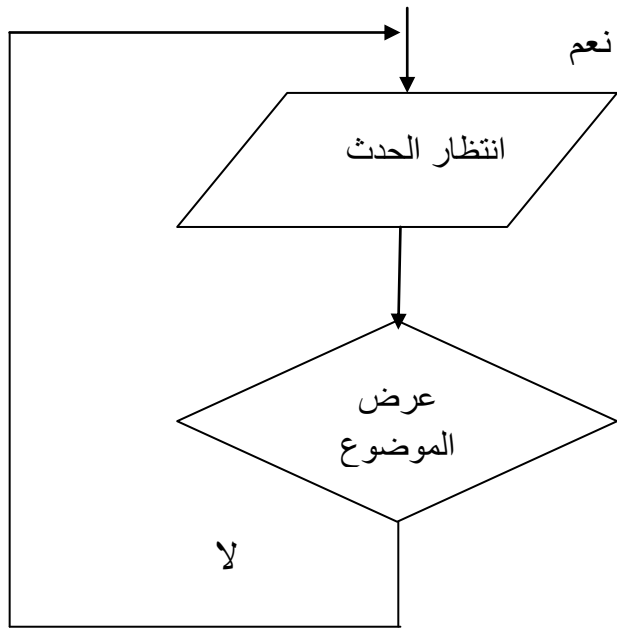 نعم
انتظار الحدث
عرض
الموضوع
لا